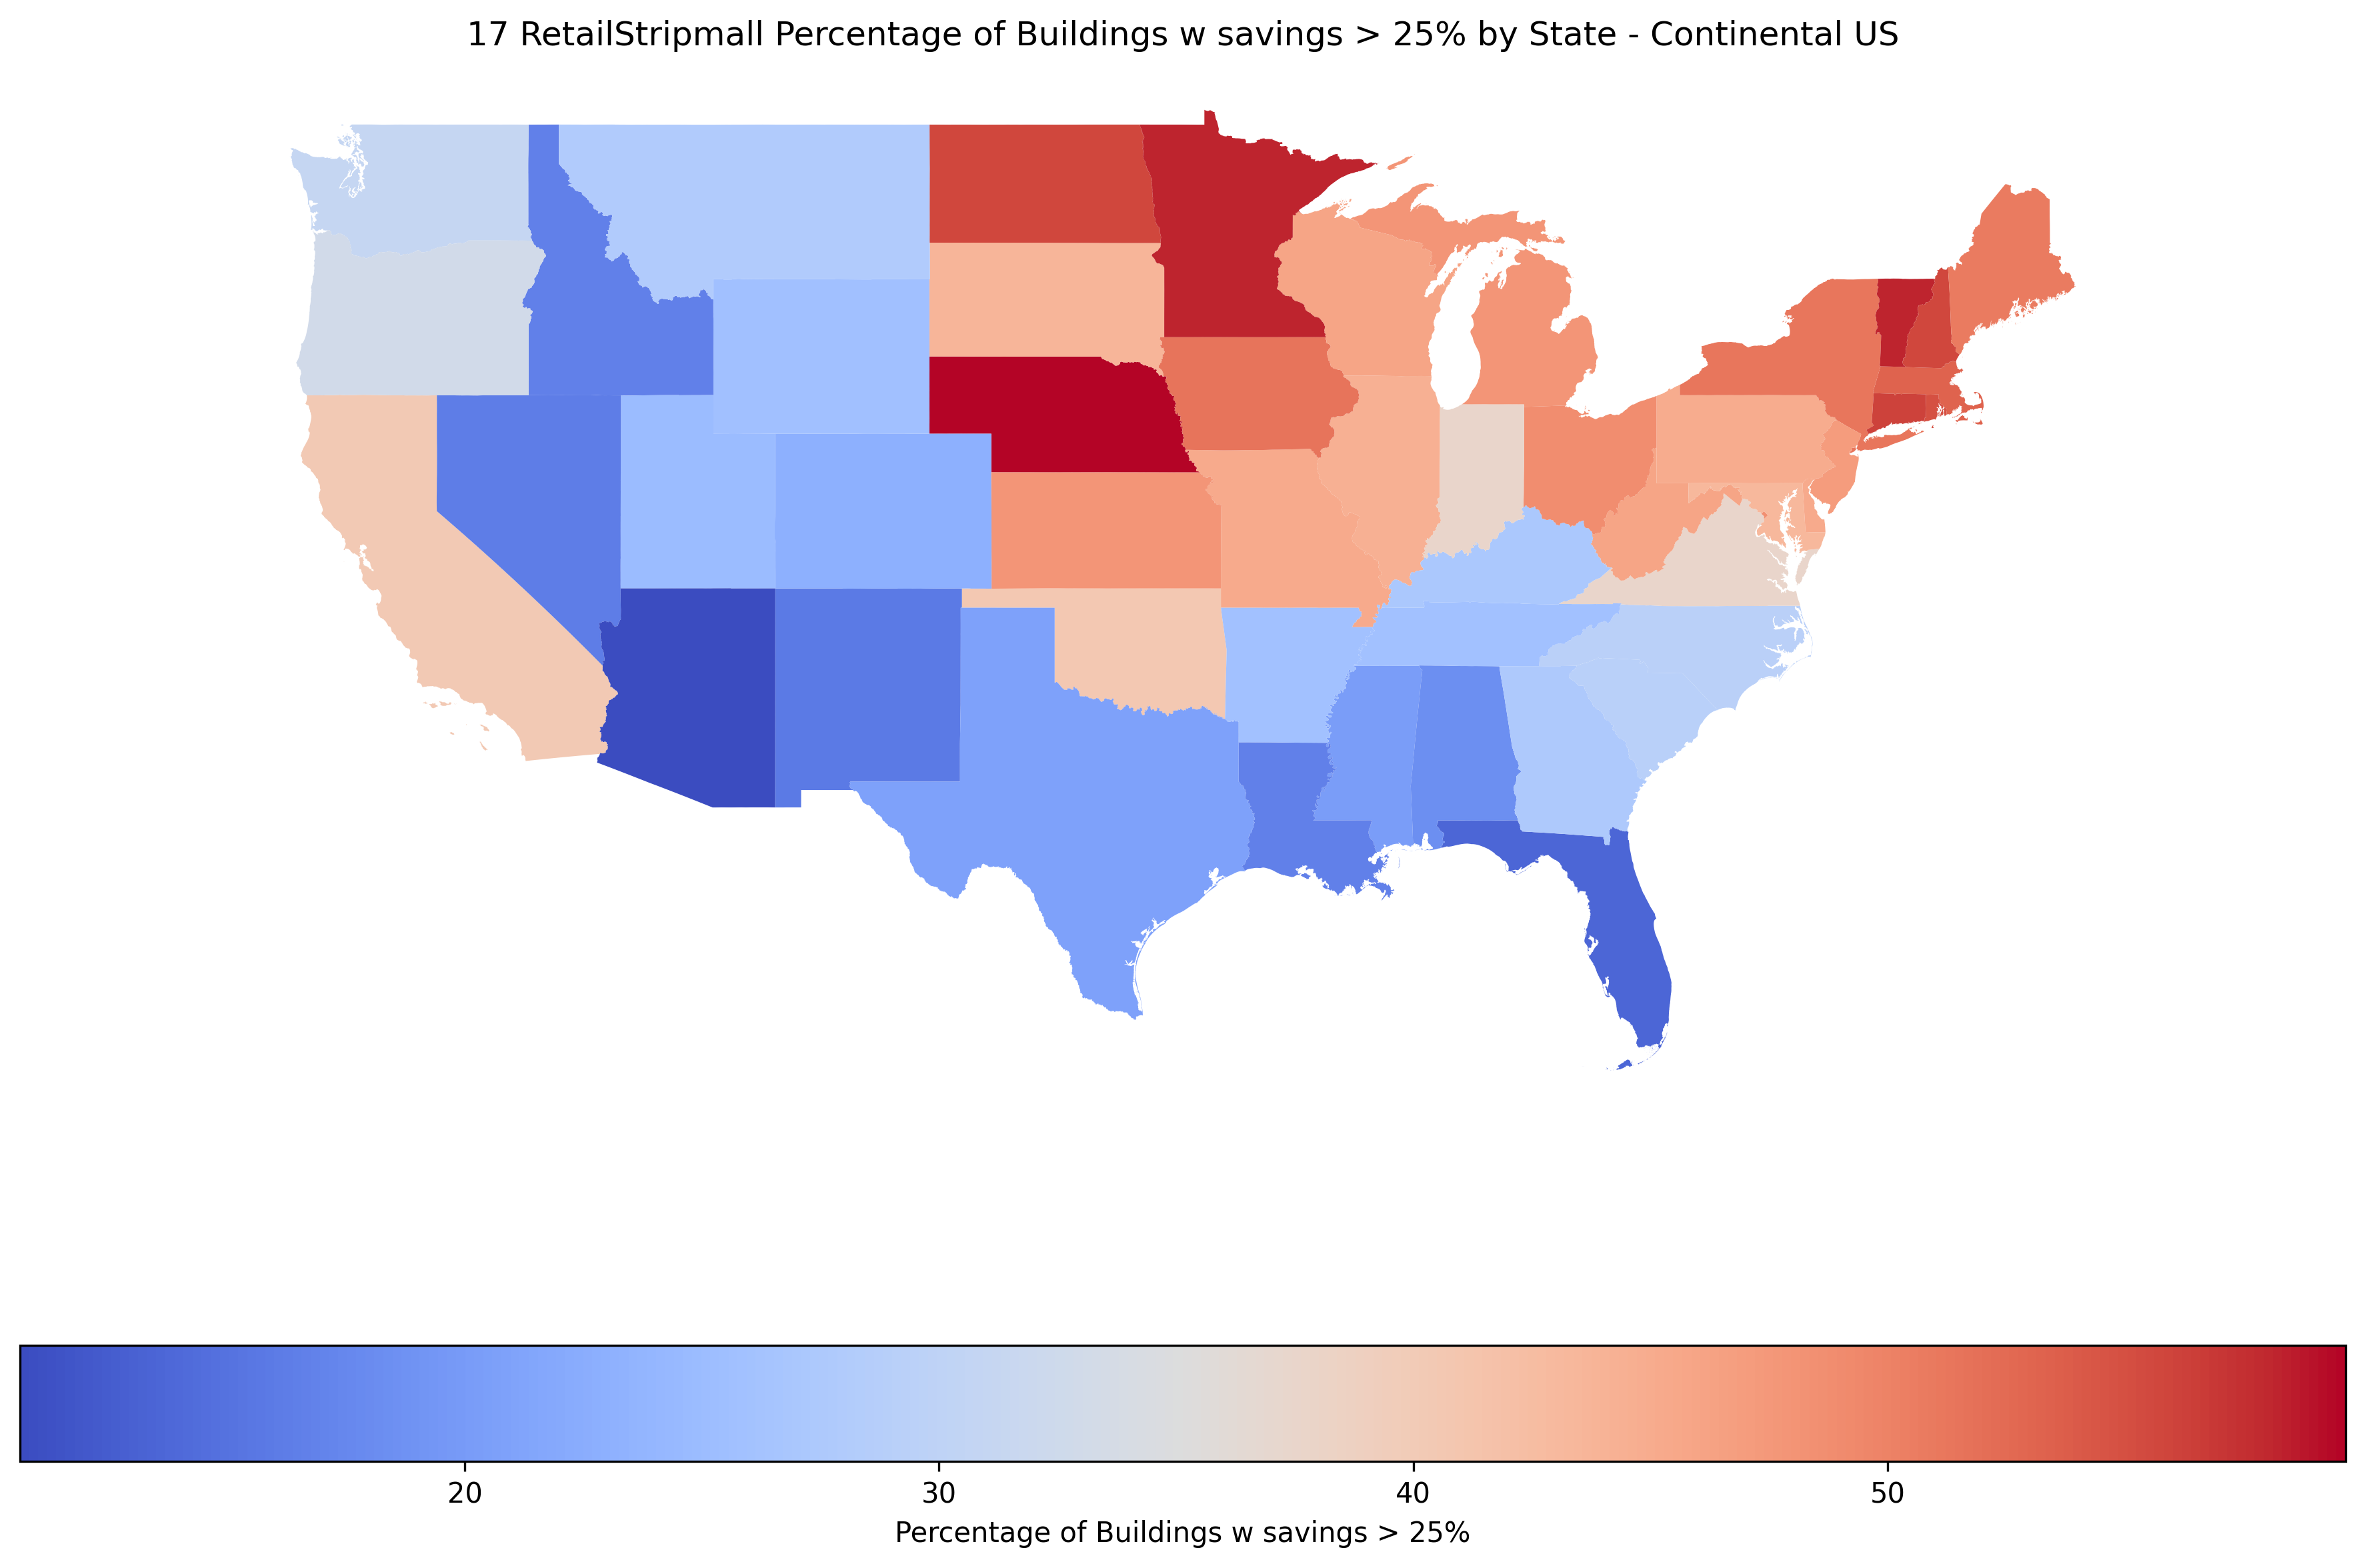 17 RetailStripmall Percentage of Buildings w savings > 25% by State - Continental US
20 30 40 50
Percentage of Buildings w savings > 25%